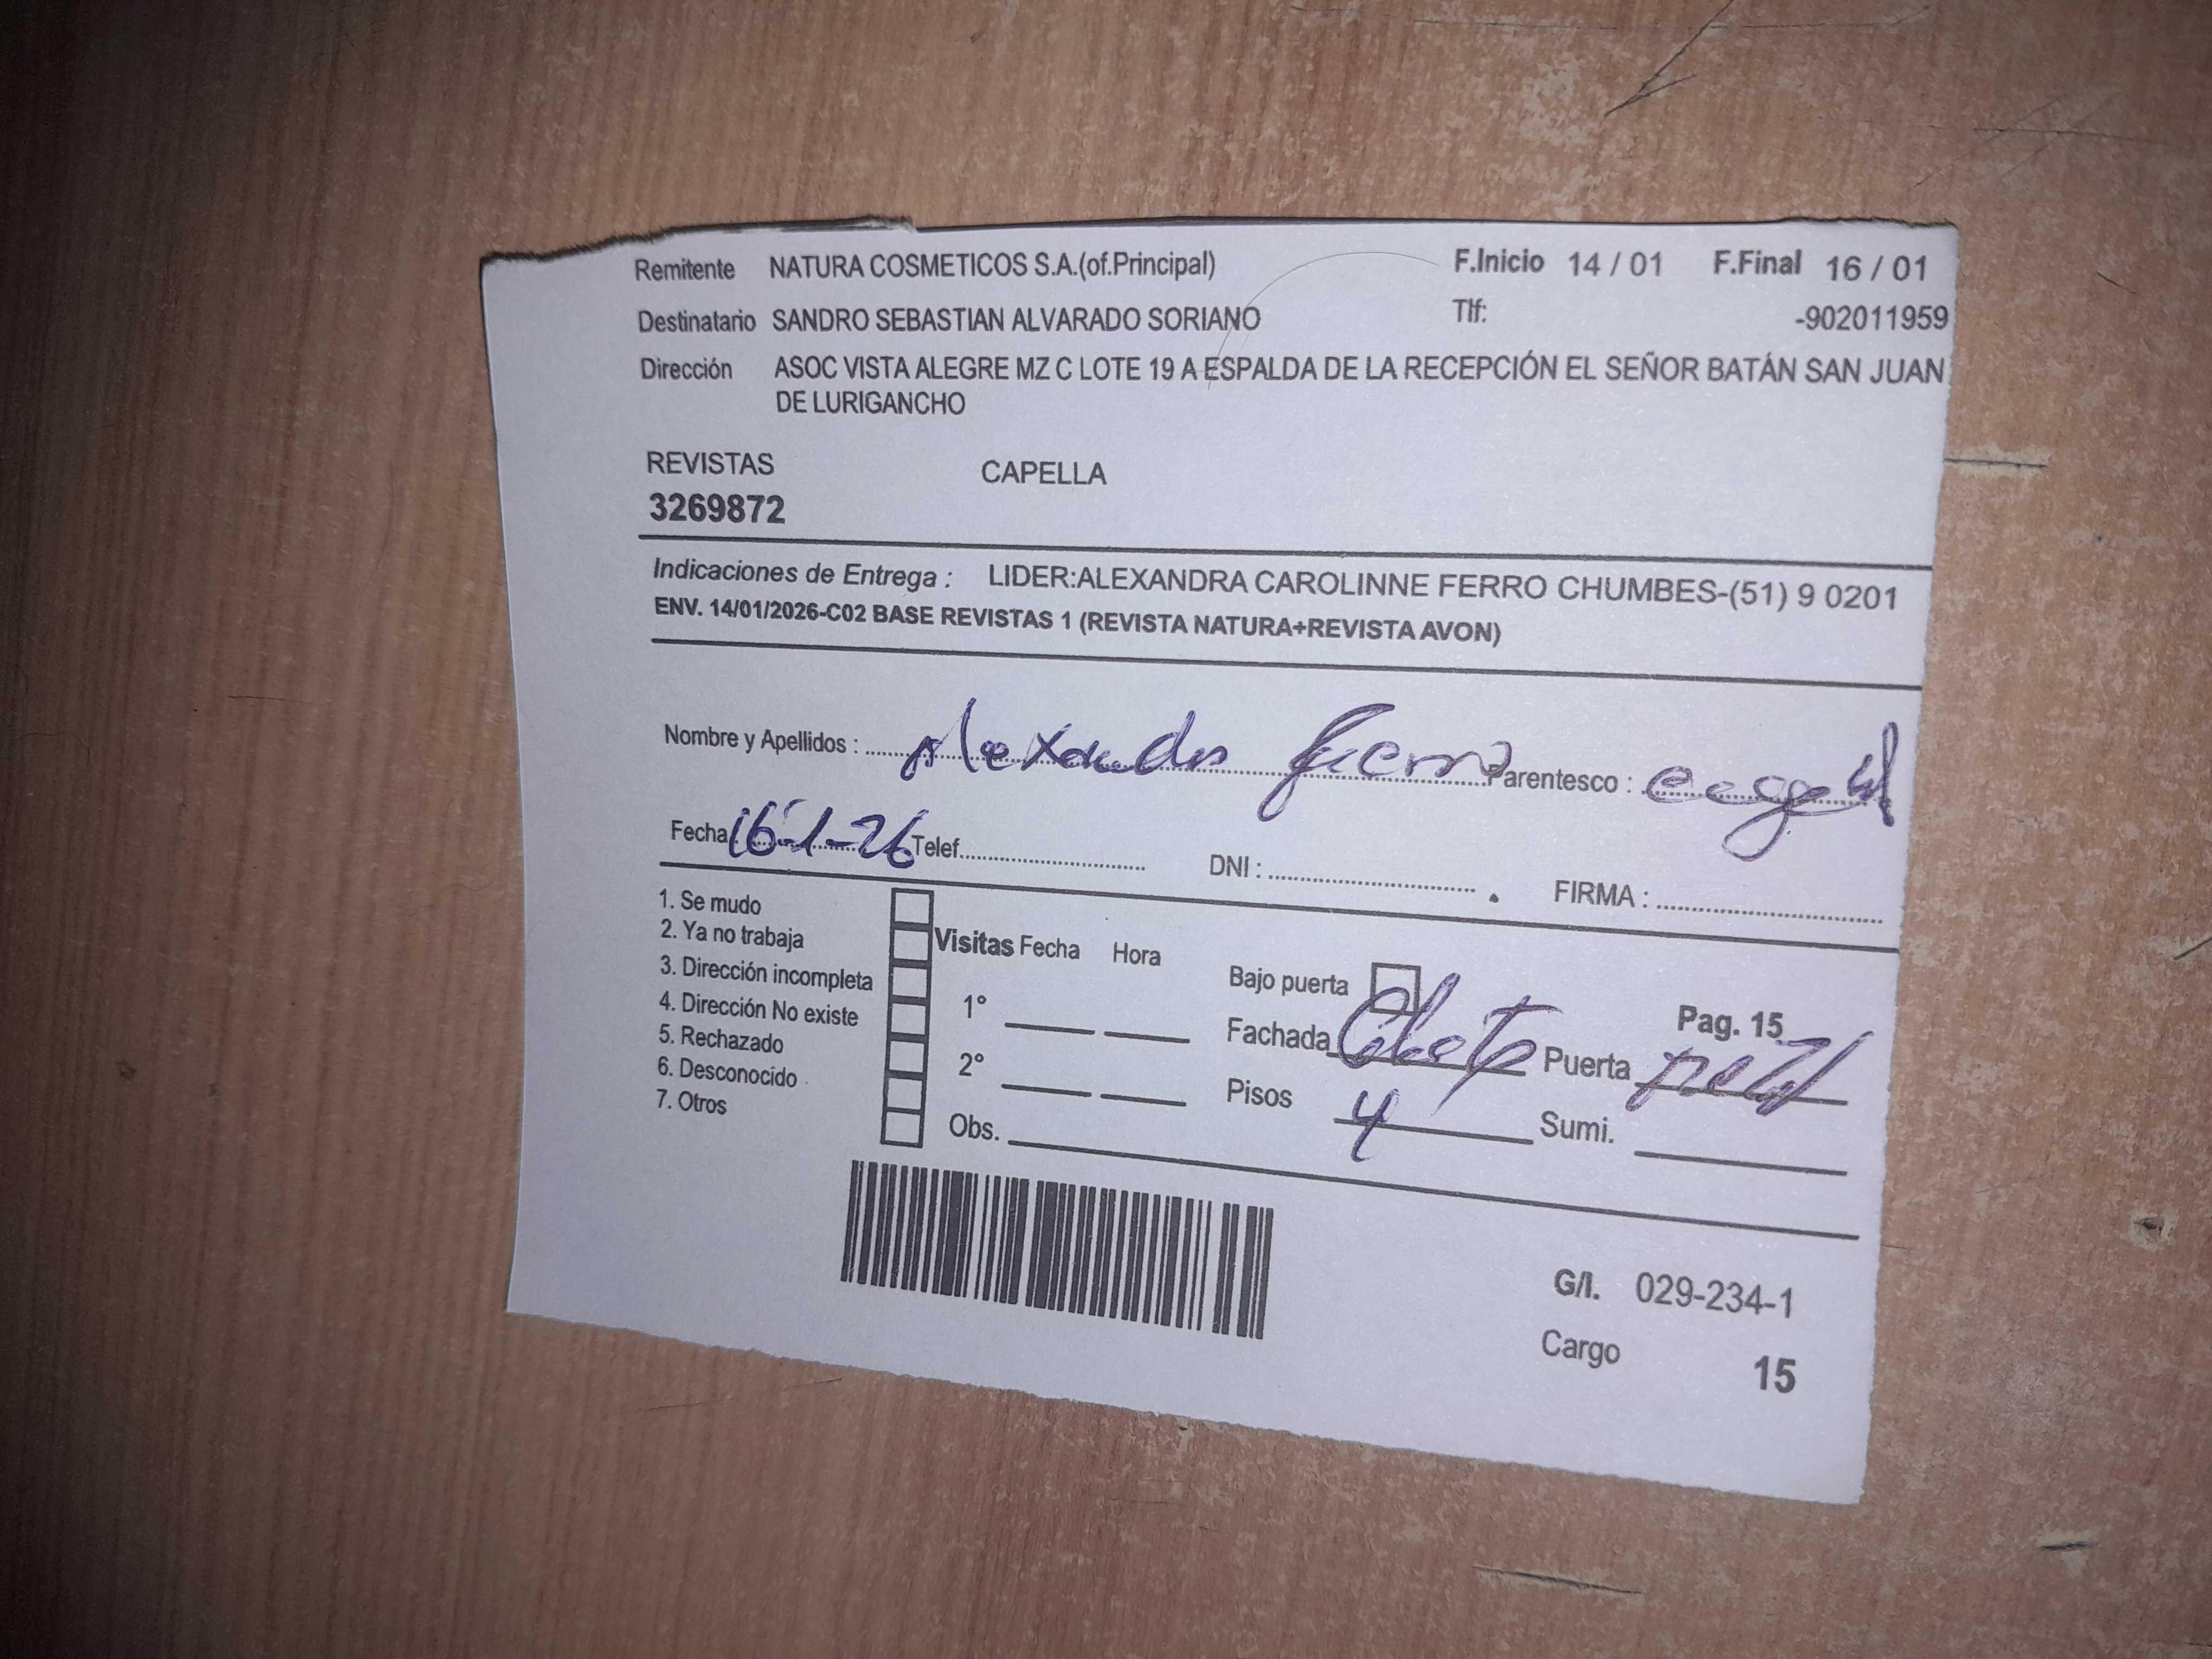 Remitente NATURA COSMETICOS S.A.(of.Principal) F.Inicio 14 / 01 F.Final 16 / 01
Destinatario SANDRO SEBASTIAN ALVARADO SORIANO Tlf: -902011959
Dirección ASOC VISTA ALEGRE MZ C LOTE 19 A ESPALDA DE LA RECEPCIÓN EL SEÑOR BATÁN SAN JUAN
DE LURIGANCHO
REVISTAS CAPELLA
3269872
Indicaciones de Entrega : LIDER:ALEXANDRA CAROLINNE FERRO CHUMBES-(51) 9 0201
ENV. 14/01/2026-C02 BASE REVISTAS 1 (REVISTA NATURA+REVISTA AVON)
Nombre y Apellidos : Parentesco :
Fecha 16-1-26 Telef. DNI : FIRMA :
1. Se mudo
2. Ya no trabaja
3. Dirección incompleta
4. Dirección No existe
5. Rechazado
6. Desconocido
7. Otros
Visitas Fecha Hora
1°
2°
Obs.
Bajo puerta Pag. 15
Fachada Puerta
Pisos 4 Sumi.
G/I. 029-234-1
Cargo 15